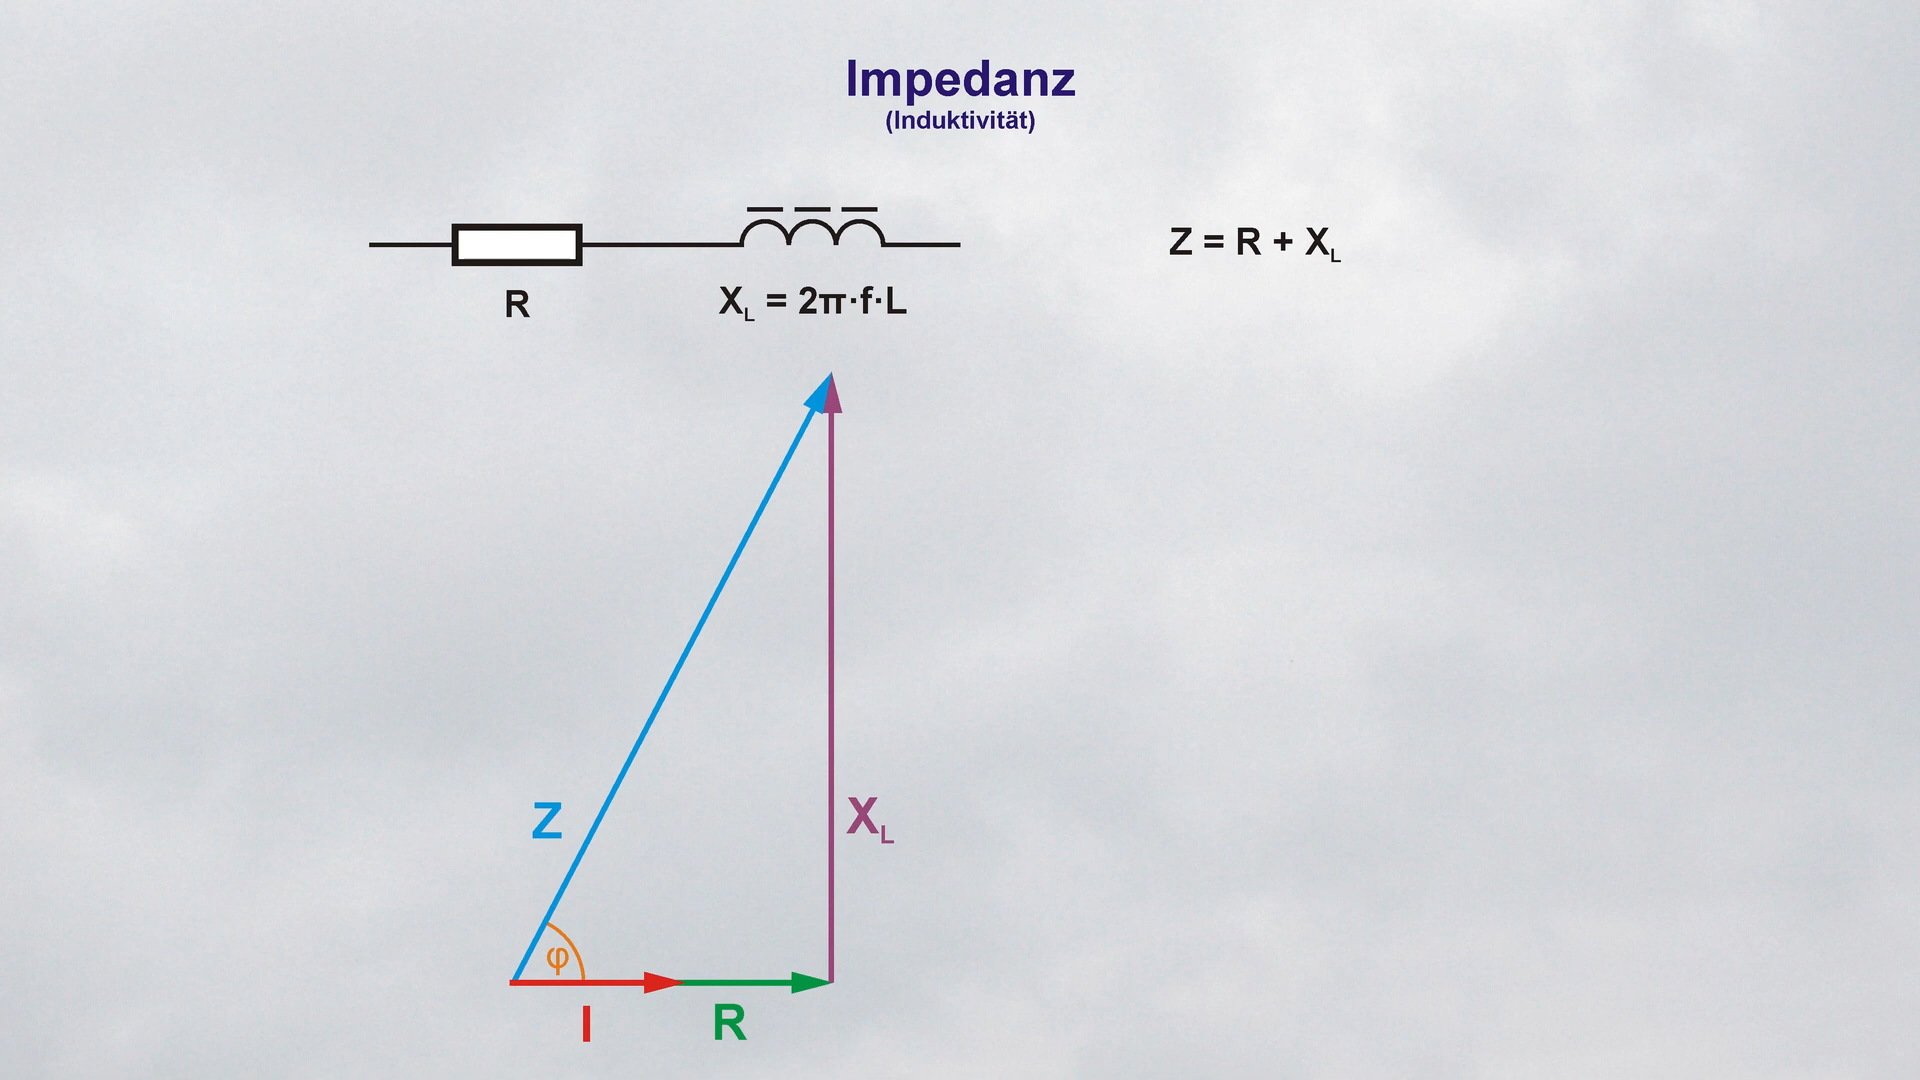 Impedanz
(Induktivität)
Z = R + XL
R
XL = 2π·f·L
Z
XL
φ
I
R